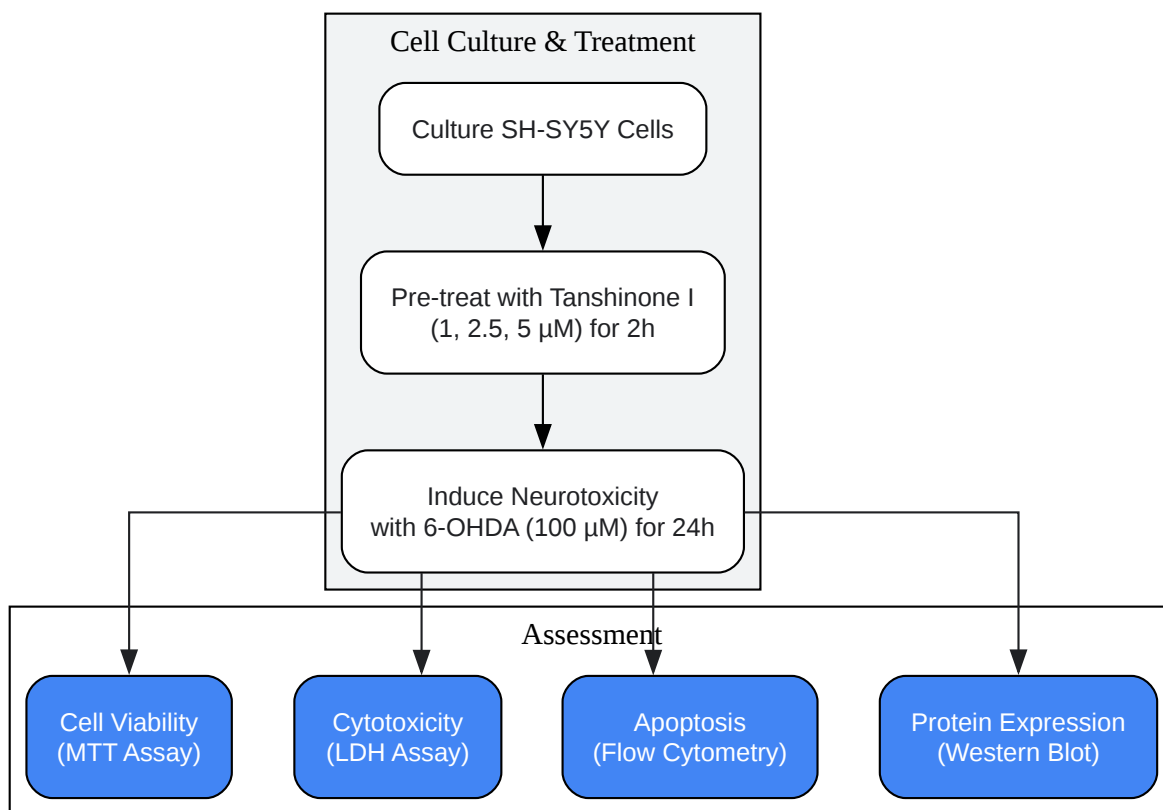 Cell Culture & Treatment
Culture SH-SY5Y Cells
Pre-treat with Tanshinone I
(1, 2.5, 5 µM) for 2h
Induce Neurotoxicity
with 6-OHDA (100 µM) for 24h
Assessment
Cell Viability
(MTT Assay)
Cytotoxicity
(LDH Assay)
Apoptosis
(Flow Cytometry)
Protein Expression
(Western Blot)